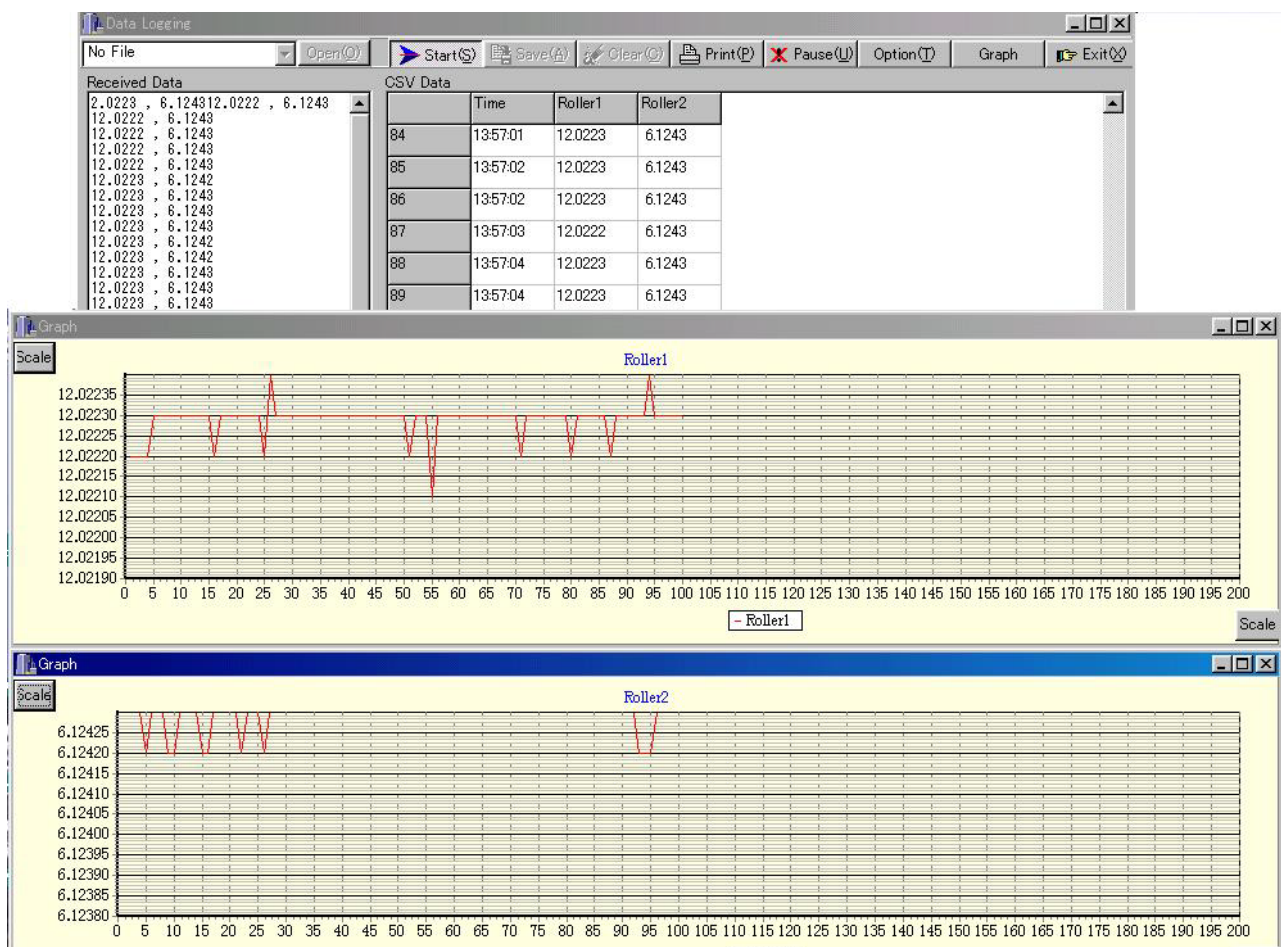 Data Logging
No File Open(O) Start(S) Save(A) Clear(C) Print(P) Pause(U) Option(T) Graph Exit(X)
Received Data
2.0223 , 6.124312.0222 , 6.1243
12.0222 , 6.1243
12.0222 , 6.1243
12.0222 , 6.1243
12.0222 , 6.1243
12.0223 , 6.1242
12.0223 , 6.1243
12.0223 , 6.1243
12.0223 , 6.1243
12.0223 , 6.1242
12.0223 , 6.1242
12.0223 , 6.1243
12.0223 , 6.1243
12.0223 , 6.1243
CSV Data
Time Roller1 Roller2
84 13:57:01 12.0223 6.1243
85 13:57:02 12.0223 6.1243
86 13:57:02 12.0223 6.1243
87 13:57:03 12.0222 6.1243
88 13:57:04 12.0223 6.1243
89 13:57:04 12.0223 6.1243
Graph
Scale
Roller1
12.02235
12.02230
12.02225
12.02220
12.02215
12.02210
12.02205
12.02200
12.02195
12.02190
0 5 10 15 20 25 30 35 40 45 50 55 60 65 70 75 80 85 90 95 100 105 110 115 120 125 130 135 140 145 150 155 160 165 170 175 180 185 190 195 200
Roller1
Scale
Graph
Scale
Roller2
6.12425
6.12420
6.12415
6.12410
6.12405
6.12400
6.12395
6.12390
6.12385
6.12380
0 5 10 15 20 25 30 35 40 45 50 55 60 65 70 75 80 85 90 95 100 105 110 115 120 125 130 135 140 145 150 155 160 165 170 175 180 185 190 195 200